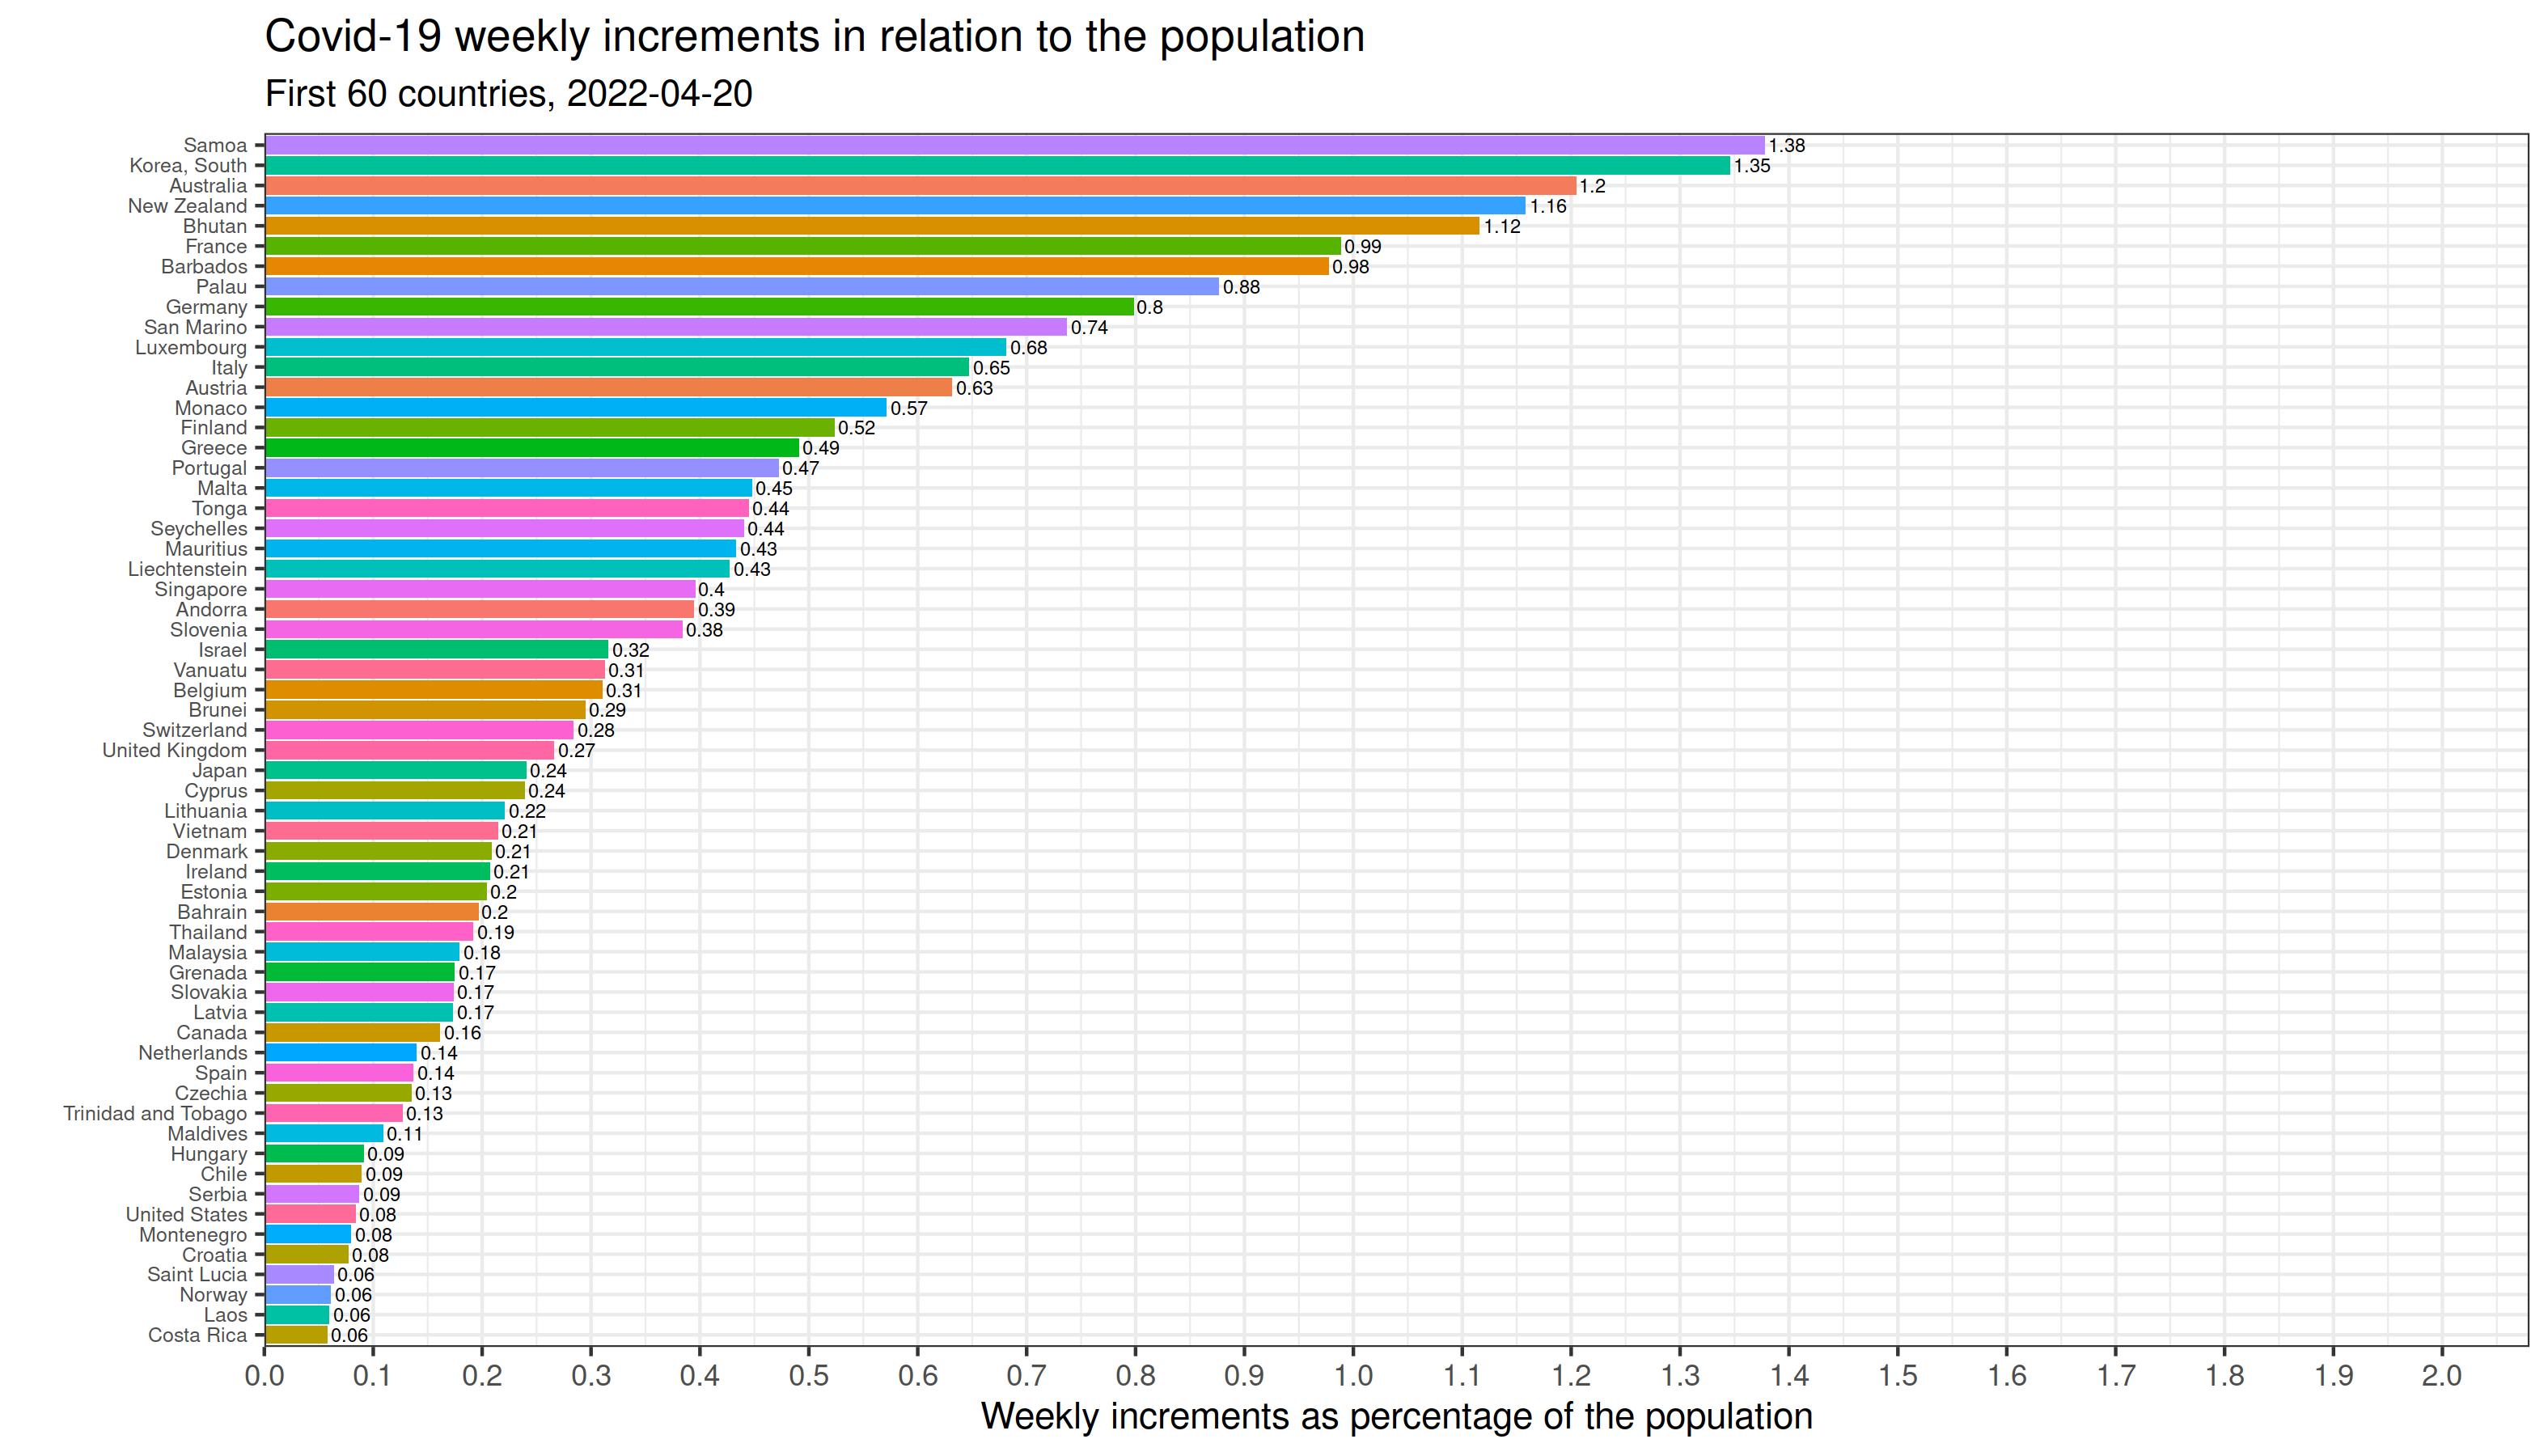 Covid-19 weekly increments in relation to the population
First 60 countries, 2022-04-20
Samoa 1.38
Korea, South 1.35
Australia 1.2
New Zealand 1.16
Bhutan 1.12
France 0.99
Barbados 0.98
Palau 0.88
Germany 0.8
San Marino 0.74
Luxembourg 0.68
Italy 0.65
Austria 0.63
Monaco 0.57
Finland 0.52
Greece 0.49
Portugal 0.47
Malta 0.45
Tonga 0.44
Seychelles 0.44
Mauritius 0.43
Liechtenstein 0.43
Singapore 0.4
Andorra 0.39
Slovenia 0.38
Israel 0.32
Vanuatu 0.31
Belgium 0.31
Brunei 0.29
Switzerland 0.28
United Kingdom 0.27
Japan 0.24
Cyprus 0.24
Lithuania 0.22
Vietnam 0.21
Denmark 0.21
Ireland 0.21
Estonia 0.2
Bahrain 0.2
Thailand 0.19
Malaysia 0.18
Grenada 0.17
Slovakia 0.17
Latvia 0.17
Canada 0.16
Netherlands 0.14
Spain 0.14
Czechia 0.13
Trinidad and Tobago 0.13
Maldives 0.11
Hungary 0.09
Chile 0.09
Serbia 0.09
United States 0.08
Montenegro 0.08
Croatia 0.08
Saint Lucia 0.06
Norway 0.06
Laos 0.06
Costa Rica 0.06
0.0 0.1 0.2 0.3 0.4 0.5 0.6 0.7 0.8 0.9 1.0 1.1 1.2 1.3 1.4 1.5 1.6 1.7 1.8 1.9 2.0
Weekly increments as percentage of the population